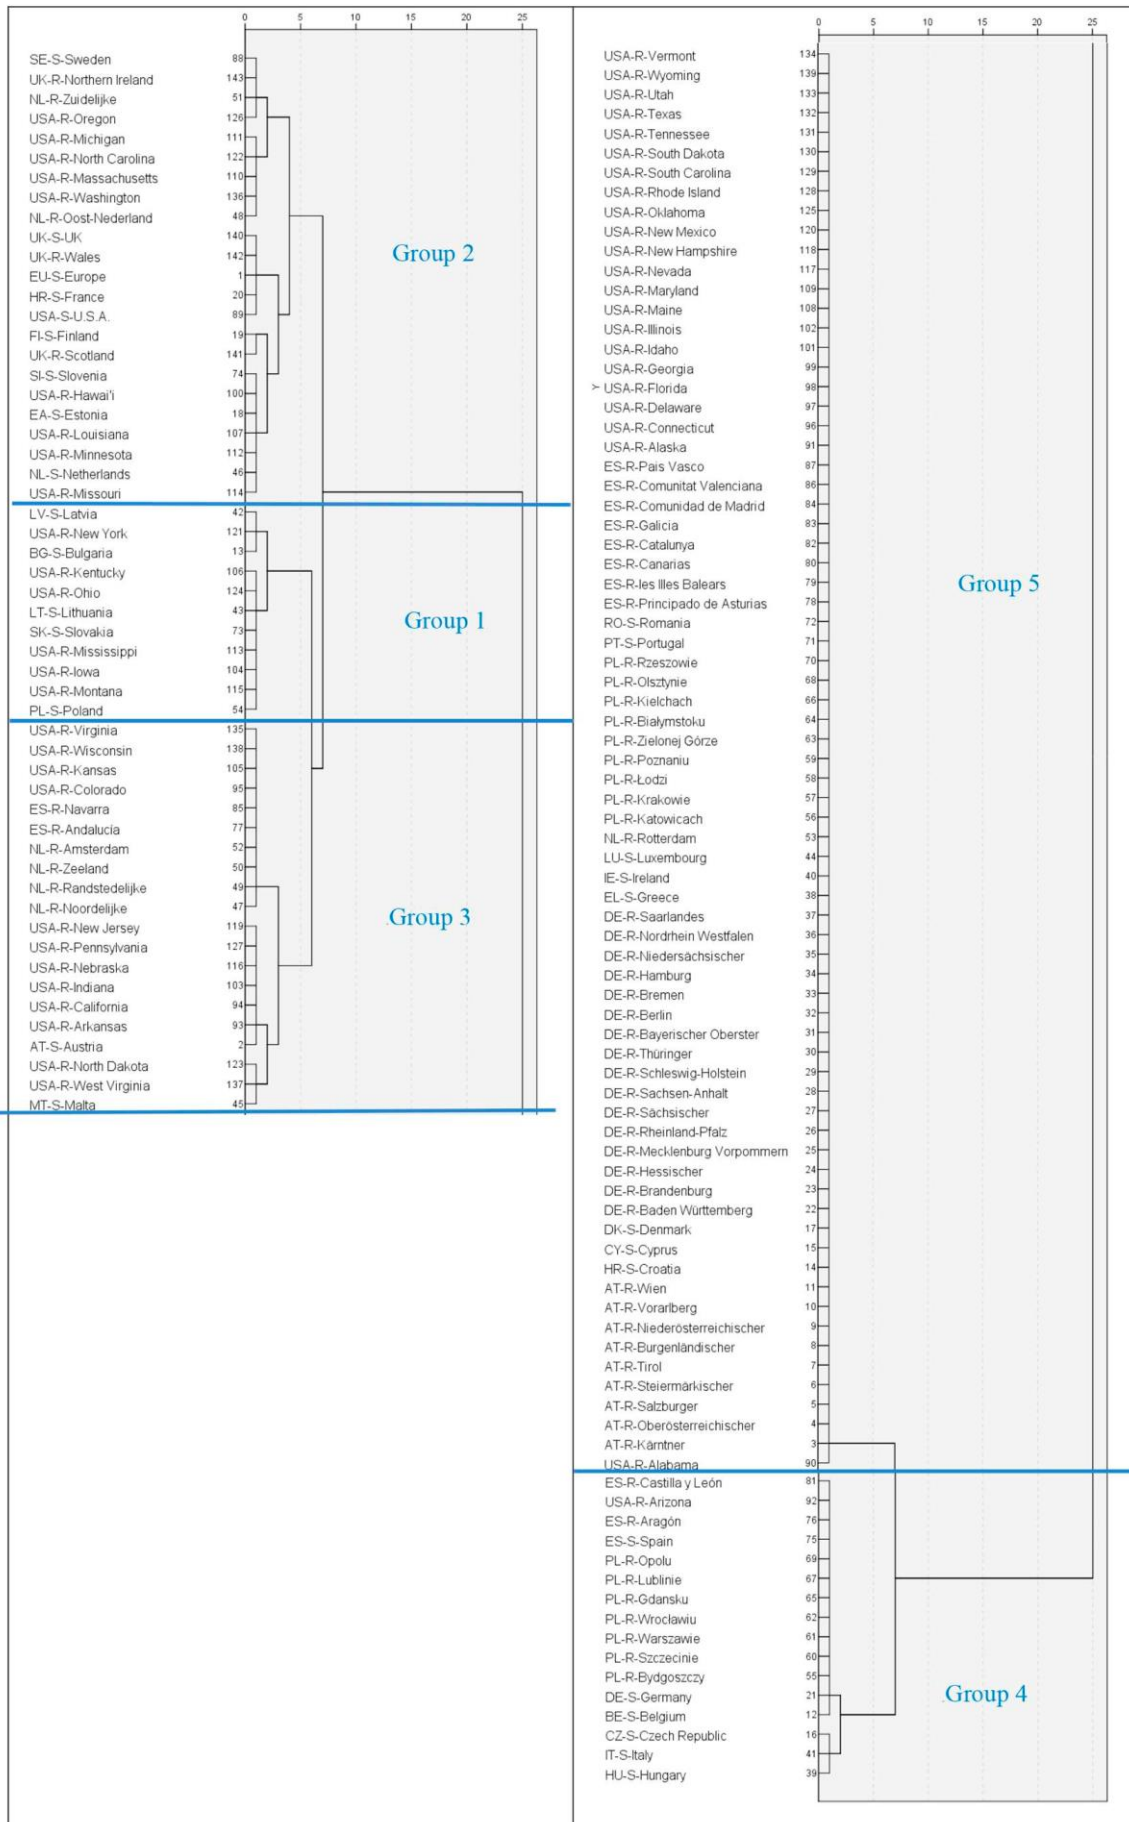 0 5 10 15 20 25
SE-S-Sweden 88
UK-R-Northern Ireland 143
NL-R-Zuidelijke 51
USA-R-Oregon 126
USA-R-Michigan 111
USA-R-North Carolina 122
USA-R-Massachusetts 110
USA-R-Washington 136
NL-R-Oost-Nederland 48
UK-S-UK 140
UK-R-Wales 142
Group 2
EU-S-Europe 1
HR-S-France 20
USA-S-U.S.A. 89
FI-S-Finland 19
UK-R-Scotland 141
SI-S-Slovenia 74
USA-R-Hawai'i 100
EA-S-Estonia 18
USA-R-Louisiana 107
USA-R-Minnesota 112
NL-S-Netherlands 46
USA-R-Missouri 114
LV-S-Latvia 42
USA-R-New York 121
BG-S-Bulgaria 13
USA-R-Kentucky 106
USA-R-Ohio 124
LT-S-Lithuania 43
Group 1
SK-S-Slovakia 73
USA-R-Mississippi 113
USA-R-Iowa 104
USA-R-Montana 115
PL-S-Poland 54
USA-R-Virginia 135
USA-R-Wisconsin 138
USA-R-Kansas 105
USA-R-Colorado 95
ES-R-Navarra 85
ES-R-Andalucía 77
NL-R-Amsterdam 52
NL-R-Zeeland 50
NL-R-Randstedelijke 49
NL-R-Noordelijke 47
Group 3
USA-R-New Jersey 119
USA-R-Pennsylvania 127
USA-R-Nebraska 116
USA-R-Indiana 103
USA-R-California 94
USA-R-Arkansas 93
AT-S-Austria 2
USA-R-North Dakota 123
USA-R-West Virginia 137
MT-S-Malta 45
0 5 10 15 20 25
USA-R-Vermont 134
USA-R-Wyoming 139
USA-R-Utah 133
USA-R-Texas 132
USA-R-Tennessee 131
USA-R-South Dakota 130
USA-R-South Carolina 129
USA-R-Rhode Island 128
USA-R-Oklahoma 125
USA-R-New Mexico 120
USA-R-New Hampshire 118
USA-R-Nevada 117
USA-R-Maryland 109
USA-R-Maine 108
USA-R-Illinois 102
USA-R-Idaho 101
USA-R-Georgia 99
Y USA-R-Florida 98
USA-R-Delaware 97
USA-R-Connecticut 96
USA-R-Alaska 91
ES-R-Pais Vasco 87
ES-R-Comunitat Valenciana 86
ES-R-Comunidad de Madrid 84
ES-R-Galicia 83
ES-R-Catalunya 82
ES-R-Canarias 80
ES-R-les Illes Balears 79
Group 5
ES-R-Principado de Asturias 78
RO-S-Romania 72
PT-S-Portugal 71
PL-R-Rzeszowie 70
PL-R-Olsztynie 68
PL-R-Kielchach 66
PL-R-Białymstoku 64
PL-R-Zielonej Górze 63
PL-R-Poznaniu 59
PL-R-Łodzi 58
PL-R-Krakowie 57
PL-R-Katowicach 56
NL-R-Rotterdam 53
LU-S-Luxembourg 44
IE-S-Ireland 40
EL-S-Greece 38
DE-R-Saarlandes 37
DE-R-Nordrhein Westfalen 36
DE-R-Niedersächsischer 35
DE-R-Hamburg 34
DE-R-Bremen 33
DE-R-Berlin 32
DE-R-Bayerischer Oberster 31
DE-R-Thüringer 30
DE-R-Schleswig-Holstein 29
DE-R-Sachsen-Anhalt 28
DE-R-Sächsischer 27
DE-R-Rheinland-Pfalz 26
DE-R-Mecklenburg Vorpommern 25
DE-R-Hessischer 24
DE-R-Brandenburg 23
DE-R-Baden Württemberg 22
DK-S-Denmark 17
CY-S-Cyprus 15
HR-S-Croatia 14
AT-R-Wien 11
AT-R-Vorarlberg 10
AT-R-Niederösterreichischer 9
AT-R-Burgenländischer 8
AT-R-Tirol 7
AT-R-Steiermärkischer 6
AT-R-Salzburger 5
AT-R-Oberösterreichischer 4
AT-R-Kärntner 3
USA-R-Alabama 90
ES-R-Castilla y León 81
USA-R-Arizona 92
ES-R-Aragón 76
ES-S-Spain 75
PL-R-Opolu 69
PL-R-Lublinie 67
PL-R-Gdansku 65
PL-R-Wrocławiu 62
PL-R-Warszawie 61
PL-R-Szczecinie 60
PL-R-Bydgoszczy 55
Group 4
DE-S-Germany 21
BE-S-Belgium 12
CZ-S-Czech Republic 16
IT-S-Italy 41
HU-S-Hungary 39